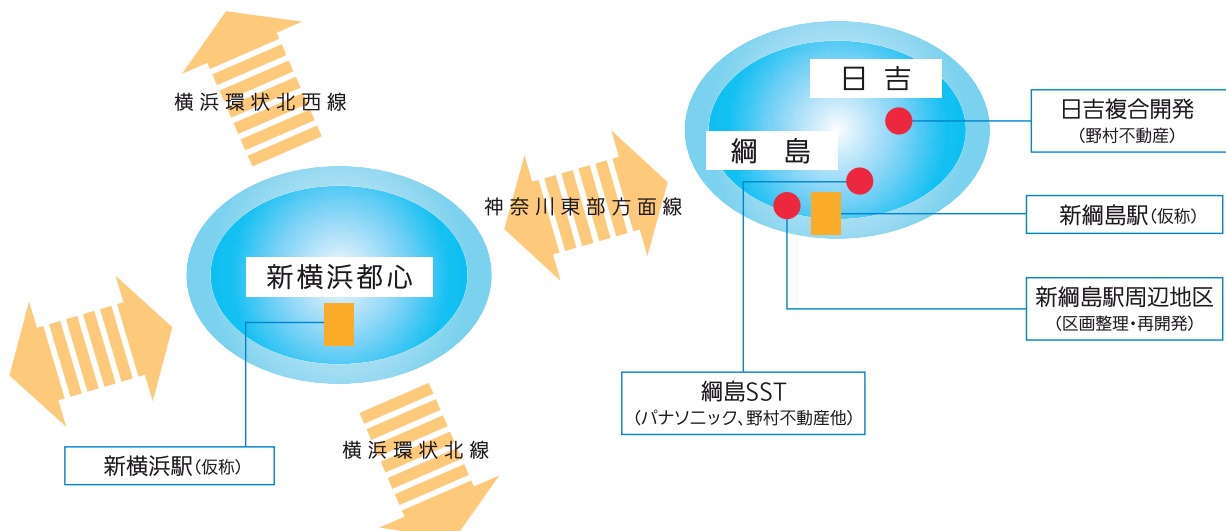 横浜環状北西線
日吉
日吉複合開発
(野村不動産)
綱島
神奈川東部方面線
新綱島駅(仮称)
新横浜都心
新綱島駅周辺地区
(区画整理・再開発)
綱島SST
(パナソニック、野村不動産他)
横浜環状北線
新横浜駅(仮称)